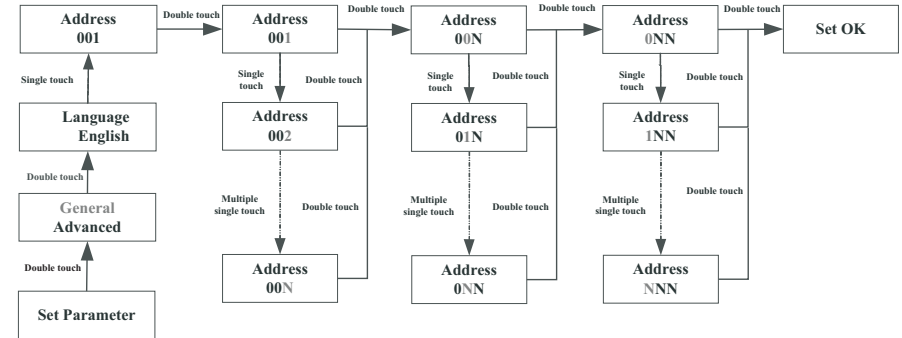 Address
001
Double touch
Address
001
Double touch
Address
00N
Double touch
Address
0NN
Double touch
Set OK
Single touch
Single
touch
Double touch
Single
touch
Double touch
Single
touch
Double touch
Language
English
Address
002
Address
01N
Address
1NN
Double touch
General
Advanced
Multiple
single touch
Double touch
Multiple
single touch
Double touch
Multiple
single touch
Double touch
Double touch
Address
00N
Address
0NN
Address
NNN
Set Parameter